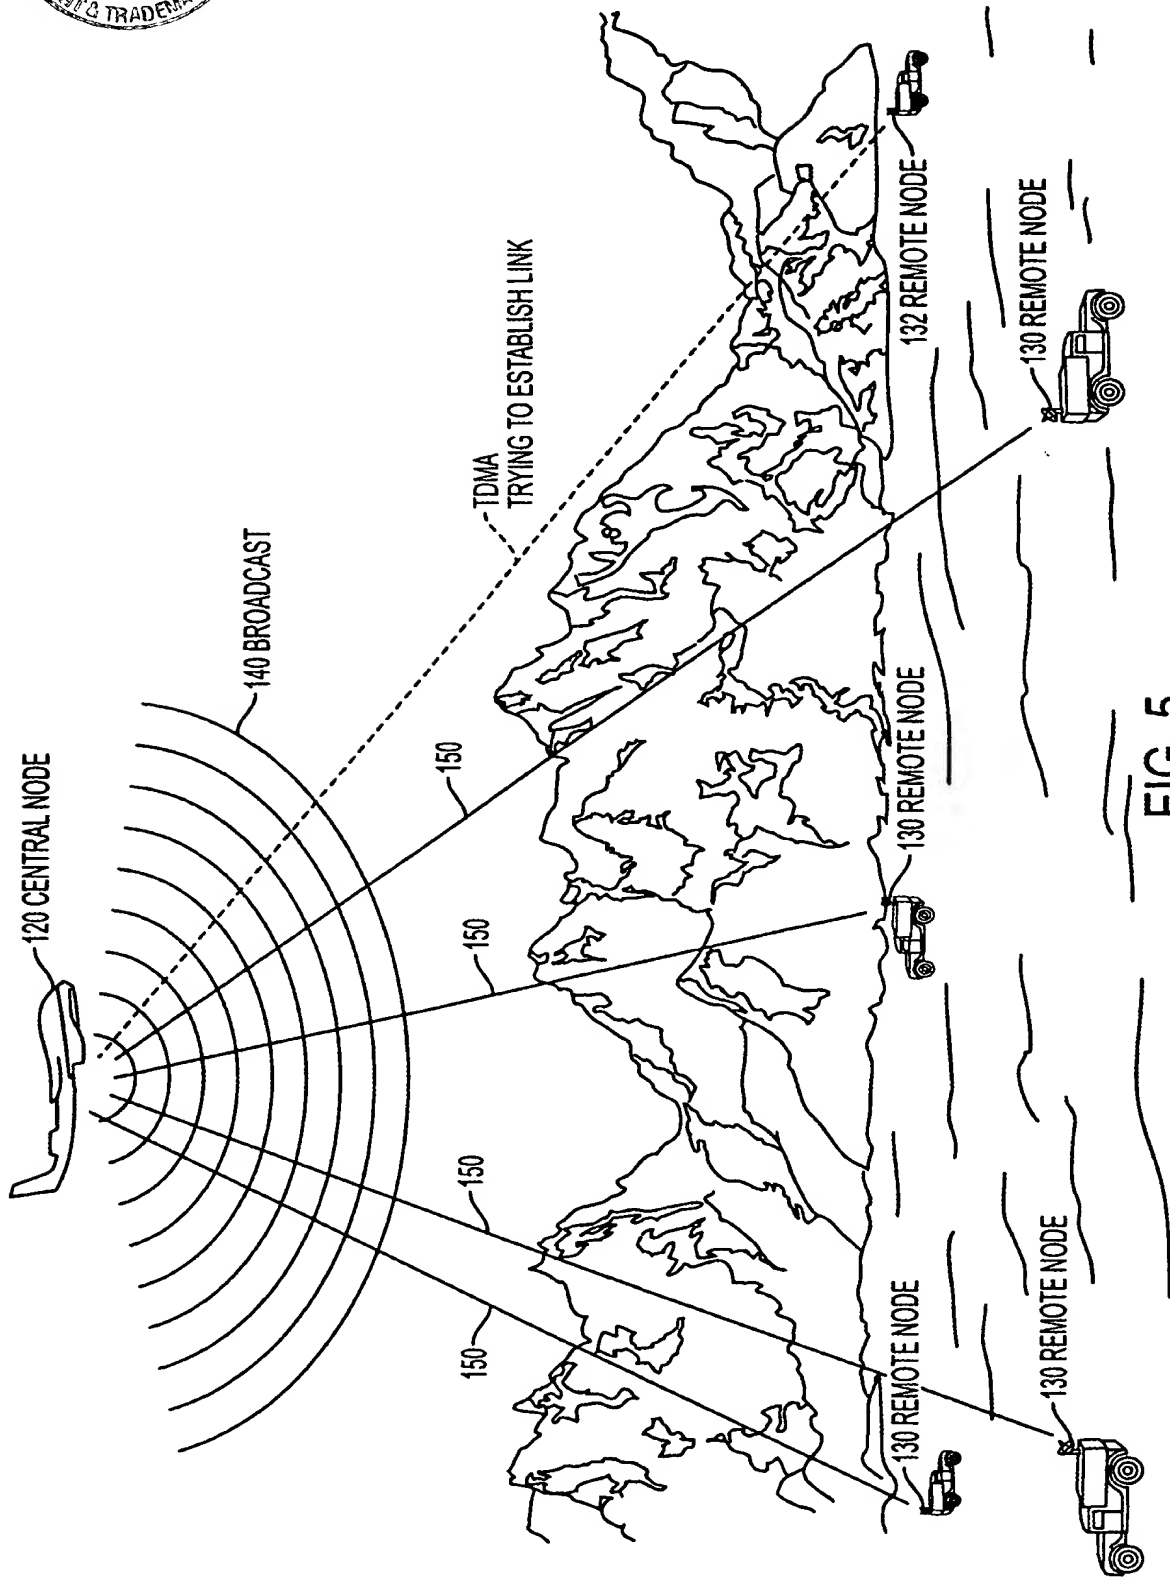 & TRADEMA
120 CENTRAL NODE
140 BROADCAST
TDMA
TRYING TO ESTABLISH LINK
150
150
150
150
132 REMOTE NODE
130 REMOTE NODE
130 REMOTE NODE
130 REMOTE NODE
130 REMOTE NODE
FIG. 5